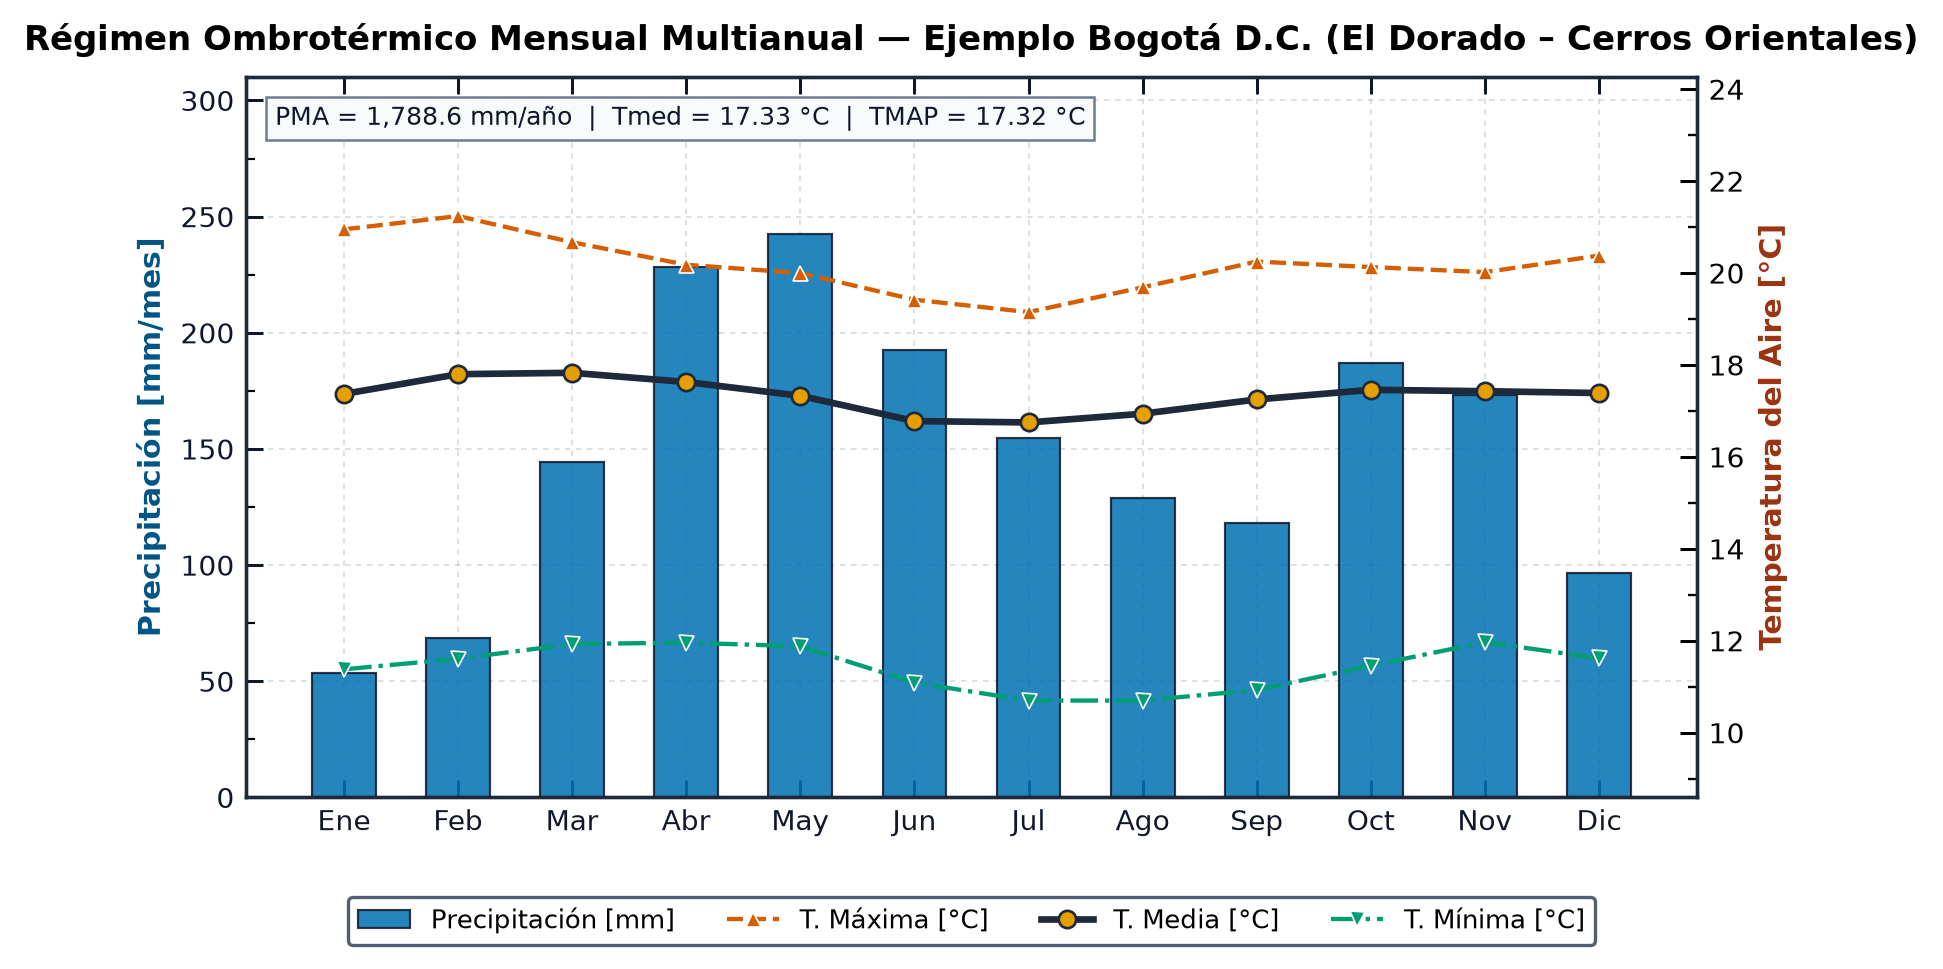 Régimen Ombrotérmico Mensual Multianual — Ejemplo Bogotá D.C. (El Dorado – Cerros Orientales)
PMA = 1,788.6 mm/año | Tmed = 17.33 °C | TMAP = 17.32 °C
Precipitación [mm/mes]
300
250
200
150
100
50
0
24
22
20
18
16
14
12
10
Temperatura del Aire [°C]
Ene Feb Mar Abr May Jun Jul Ago Sep Oct Nov Dic
Precipitación [mm] T. Máxima [°C] T. Media [°C] T. Mínima [°C]